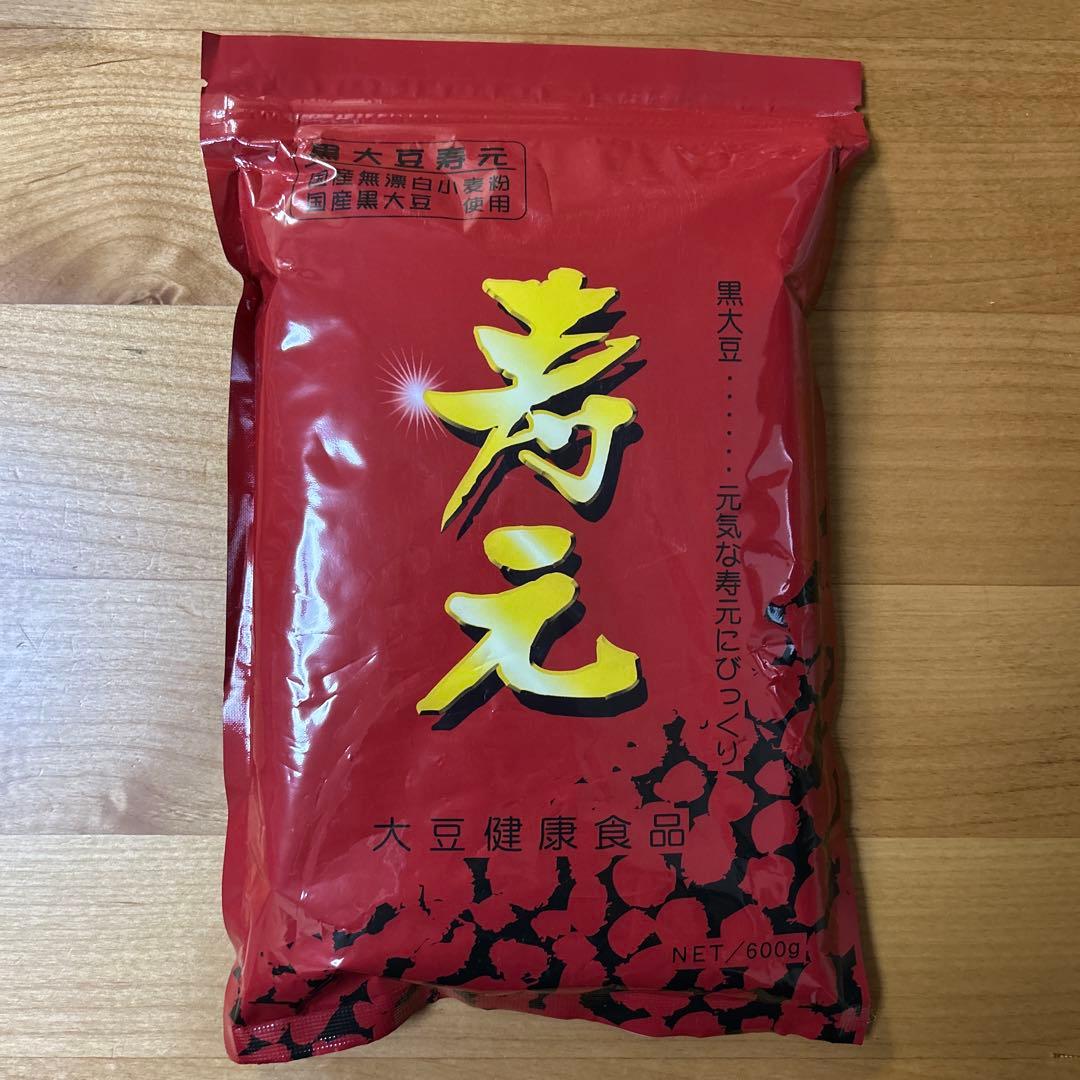 黒大豆寿元
国産無漂白小麦粉
国産黒大豆　使用
寿元
黒大豆・・・・・・元気な寿元にびっくり
大豆健康食品
NET/600g